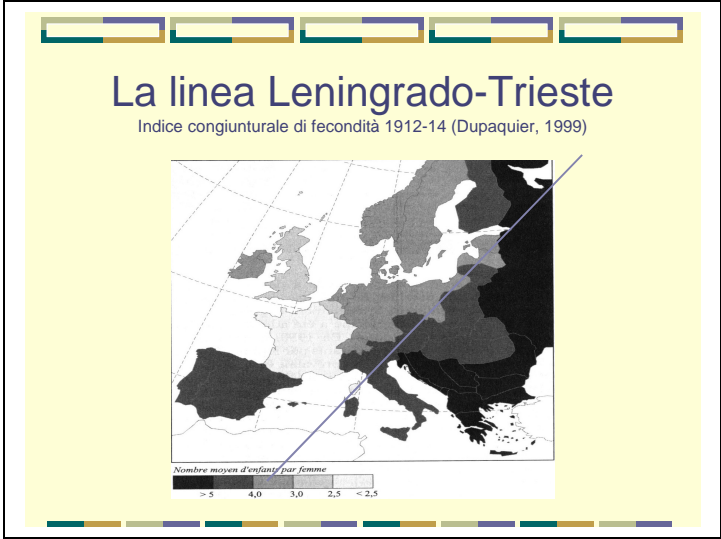 La linea Leningrado-Trieste
Indice congiunturale di fecondità 1912-14 (Dupaquier, 1999)
Nombre moyen d'enfants par femme
> 5 4,0 3,0 2,5 < 2,5